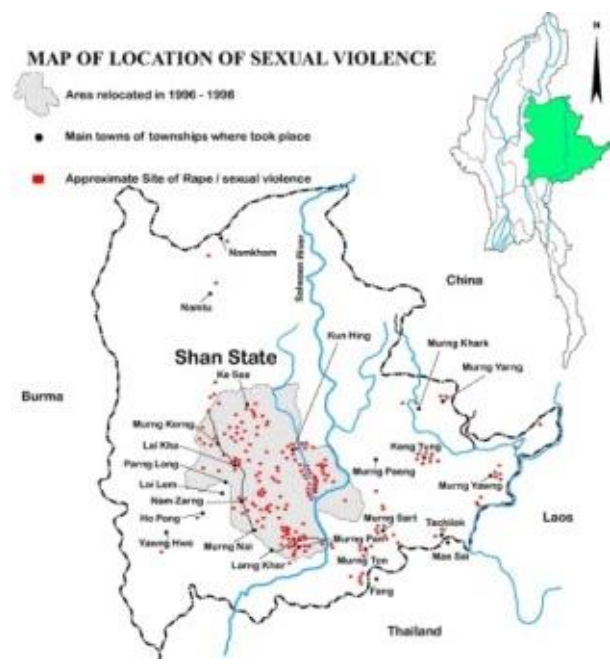 N
MAP OF LOCATION OF SEXUAL VIOLENCE
Area relocated in 1996 - 1998
Main towns of townships where took place
Approximate Site of Rape / sexual violence
Namkham
Salween River
China
Namtu
Kun Hing
Murng Khark
Shan State
Murng Yarng
Ke See
Burma
Murng Kerng
Lai Kha
Keng Tung
Parng Long
Murng Paeng
Loi Lem
Murng Yawng
Nam Zarng
Ho Pong
Murng Sart
Tachilek
Laos
Yawng Hwe
Murng Nai
Murng Parn
Mae Sai
Larng Kher
Murng Ton
Fang
Thailand